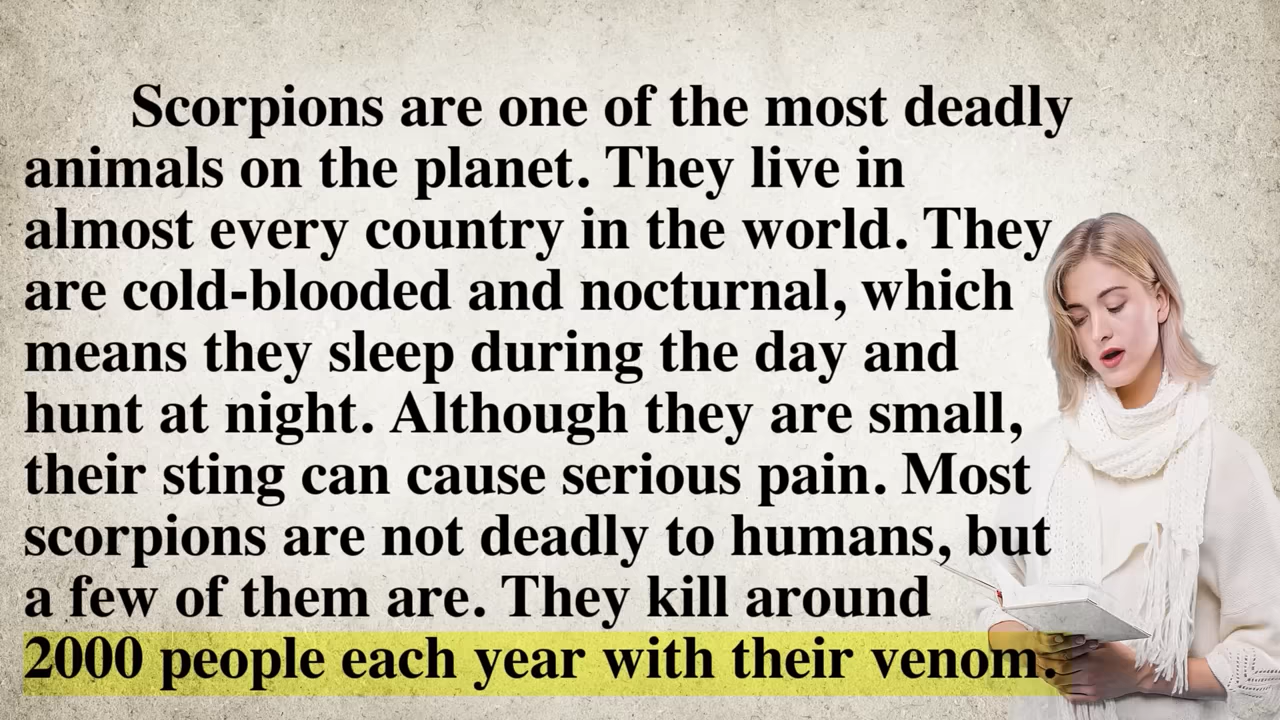 Scorpions are one of the most deadly
animals on the planet. They live in
almost every country in the world. They
are cold-blooded and nocturnal, which
means they sleep during the day and
hunt at night. Although they are small,
their sting can cause serious pain. Most
scorpions are not deadly to humans, but
a few of them are. They kill around
2000 people each year with their venom.